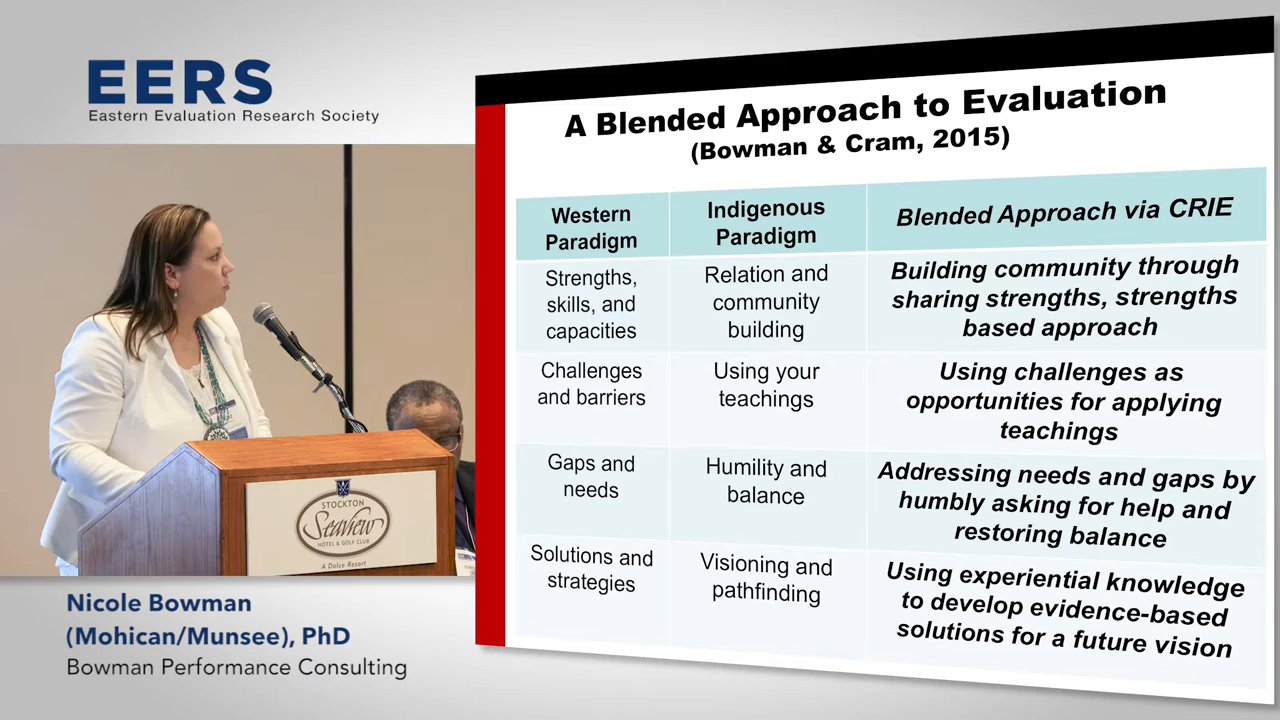 EERS
Eastern Evaluation Research Society
STOCKTON
Seaview
HOTEL & GOLF CLUB
A Dolce Resort
Nicole Bowman
(Mohican/Munsee), PhD
Bowman Performance Consulting
A Blended Approach to Evaluation
(Bowman & Cram, 2015)
Western
Paradigm
Indigenous
Paradigm
Blended Approach via CRIE
Strengths,
skills, and
capacities
Relation and
community
building
Building community through
sharing strengths, strengths
based approach
Challenges
and barriers
Using your
teachings
Using challenges as
opportunities for applying
teachings
Gaps and
needs
Humility and
balance
Addressing needs and gaps by
humbly asking for help and
restoring balance
Solutions and
strategies
Visioning and
pathfinding
Using experiential knowledge
to develop evidence-based
solutions for a future vision